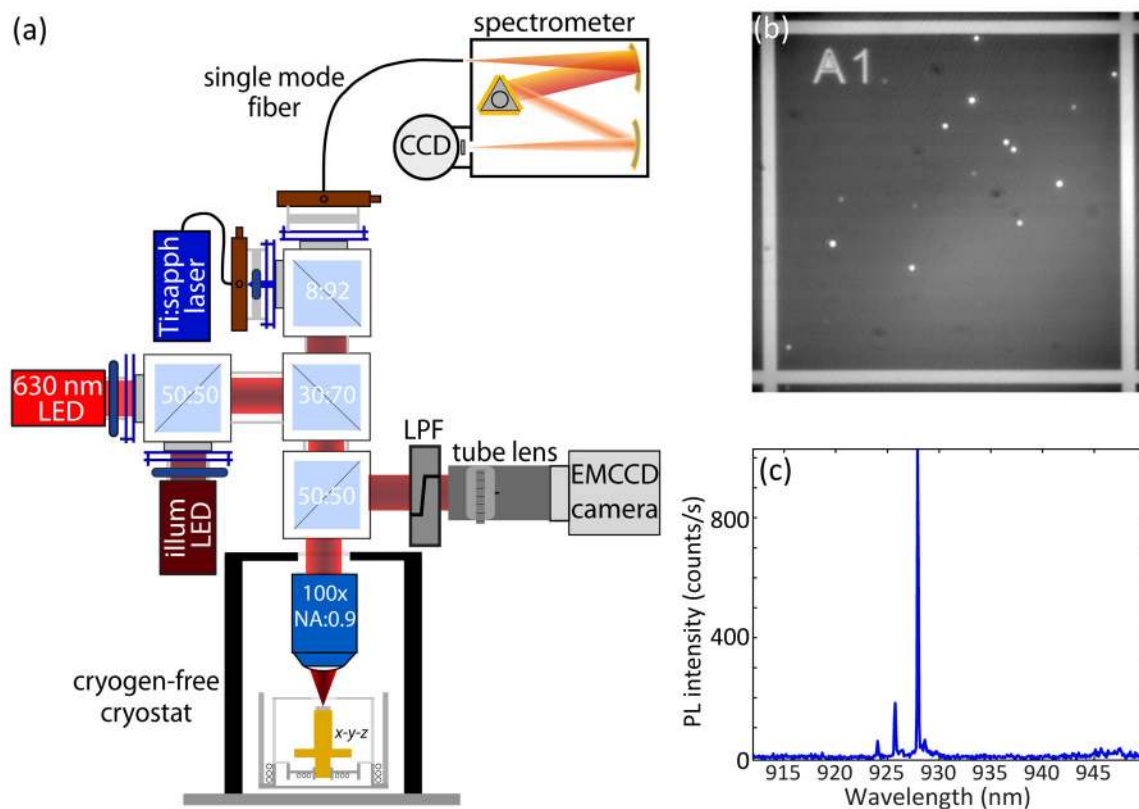 (a)
spectrometer
single mode
fiber
CCD
Ti:sapph
laser
8:92
630 nm
LED
50:50
30:70
LPF
tube lens
illum
LED
50:50
EMCCD
camera
100x
NA:0.9
cryogen-free
cryostat
x-y-z
(b)
A1
(c)
PL intensity (counts/s)
800
400
0
915 920 925 930 935 940 945
Wavelength (nm)